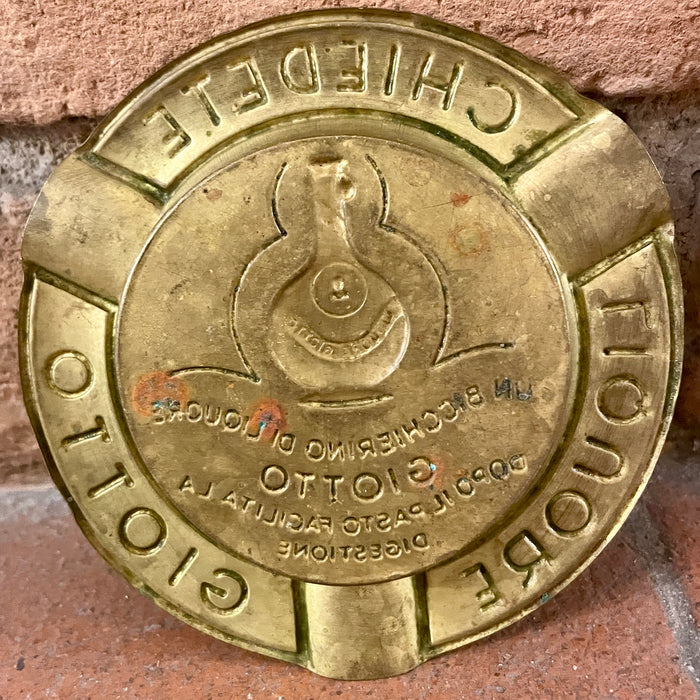 CHIEDETE
LIQUORE
GIOTTO
UN BICCHIERINO DI LIQUORE
GIOTTO
DOPO IL PASTO FACILITA LA
DIGESTIONE